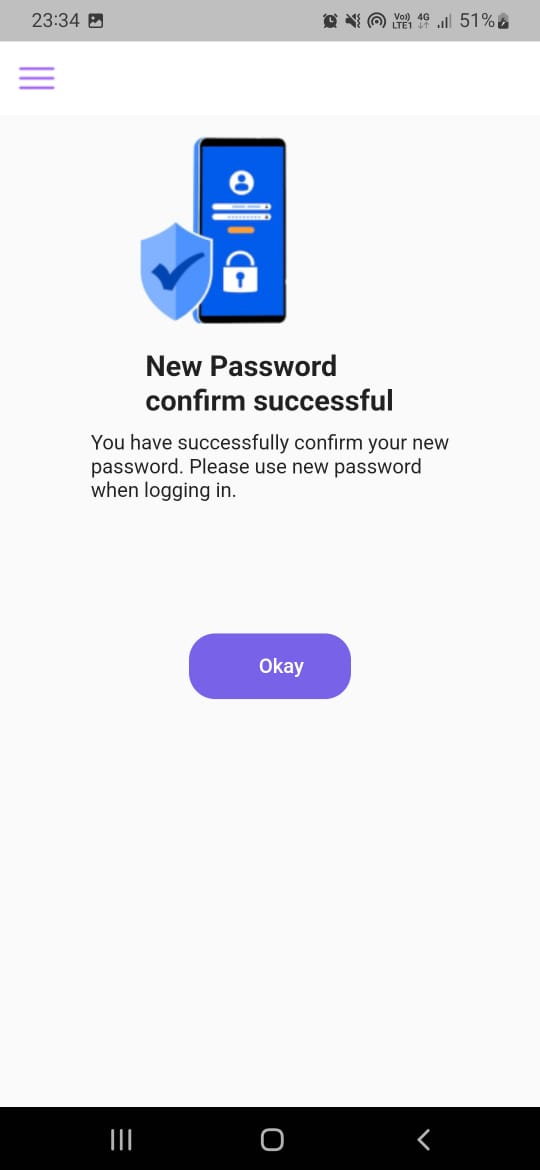 23:34 Vo)) LTE1 4G 51%
New Password
confirm successful
You have successfully confirm your new
password. Please use new password
when logging in.
Okay